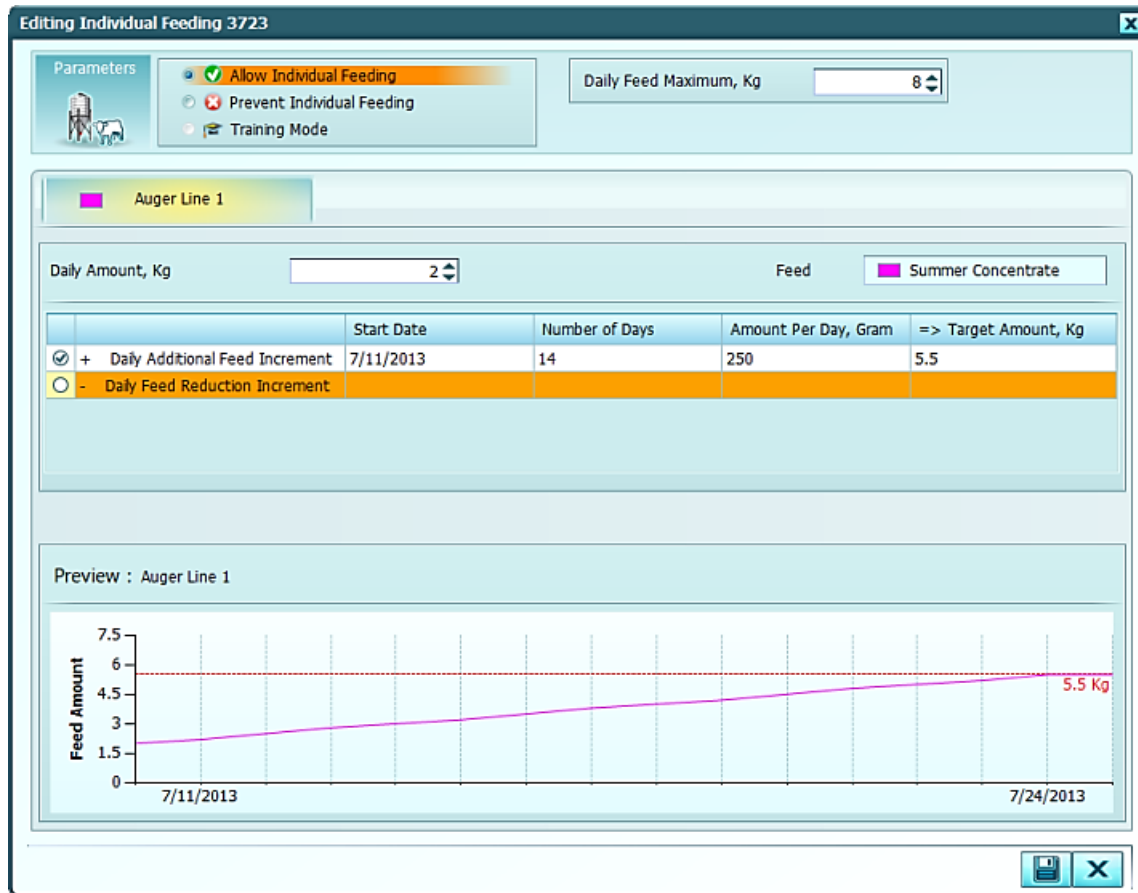 Editing Individual Feeding 3723
Parameters
Allow Individual Feeding
Prevent Individual Feeding
Training Mode
Daily Feed Maximum, Kg 8
Auger Line 1
Daily Amount, Kg 2 Feed Summer Concentrate
Start Date Number of Days Amount Per Day, Gram => Target Amount, Kg
+ Daily Additional Feed Increment 7/11/2013 14 250 5.5
- Daily Feed Reduction Increment
Preview : Auger Line 1
Feed Amount
7.5
6
4.5
3
1.5
0
5.5 Kg
7/11/2013 7/24/2013